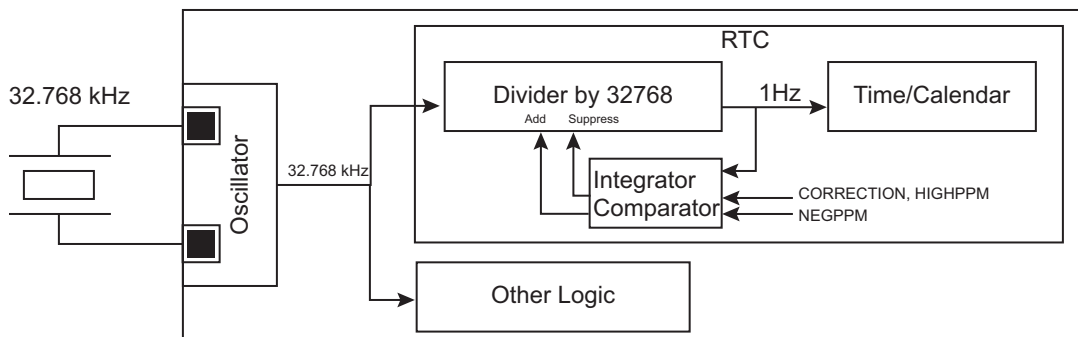 RTC
32.768 kHz
Divider by 32768
1Hz
Time/Calendar
Add
Suppress
32.768 kHz
Oscillator
Integrator
Comparator
CORRECTION, HIGHPPM
NEGPPM
Other Logic